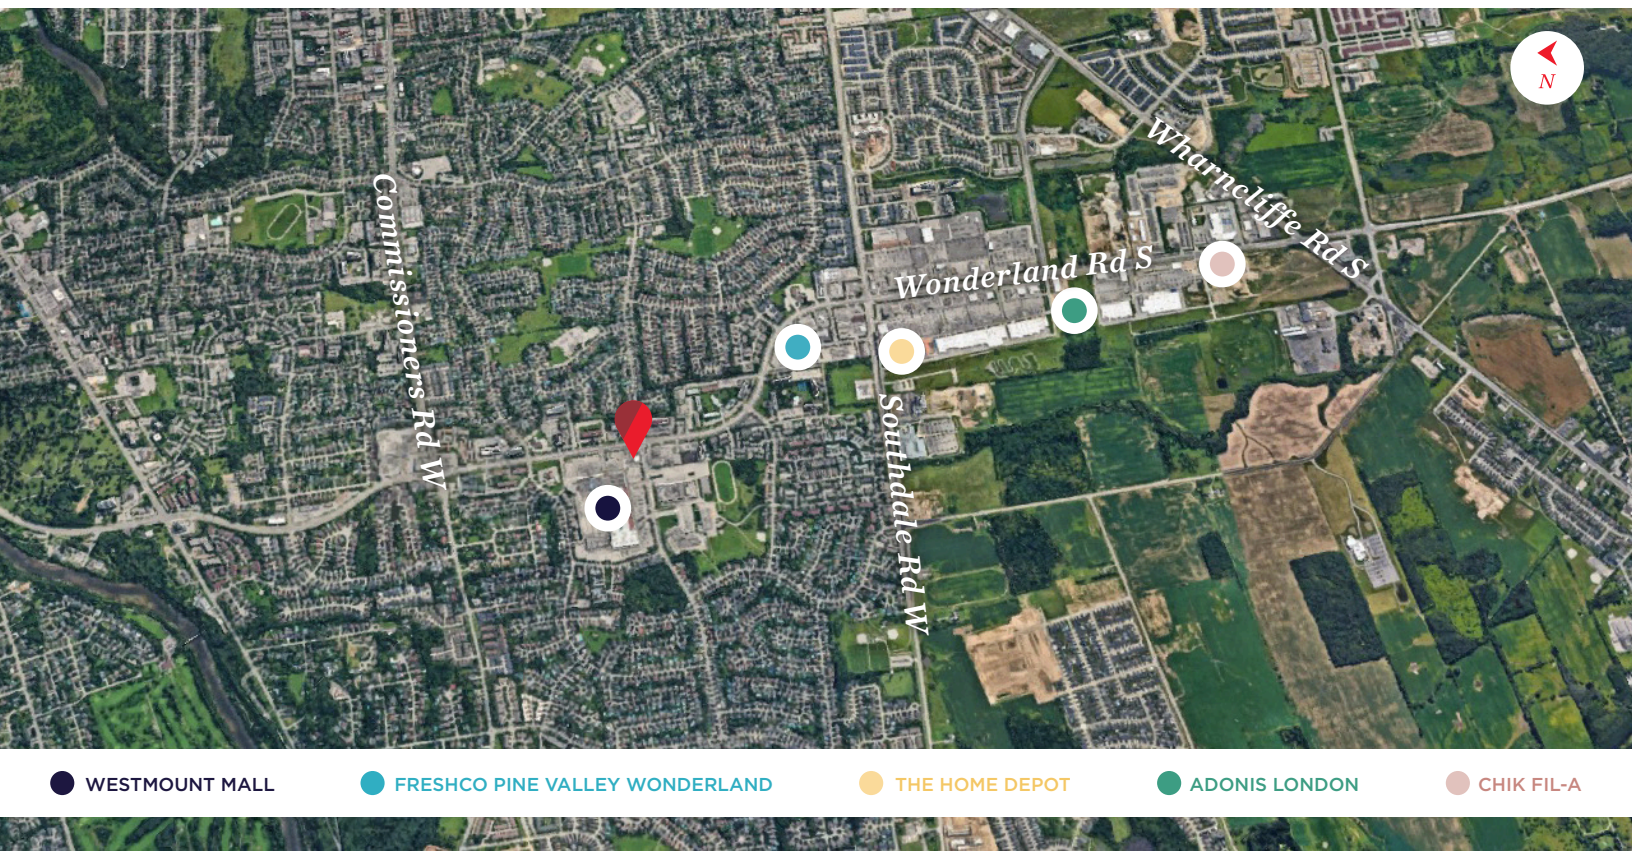 N
Wharncliffe Rd S
Commissioners Rd W
Wonderland Rd S
Southdale Rd W
WESTMOUNT MALL
FRESHCO PINE VALLEY WONDERLAND
THE HOME DEPOT
ADONIS LONDON
CHIK FIL-A